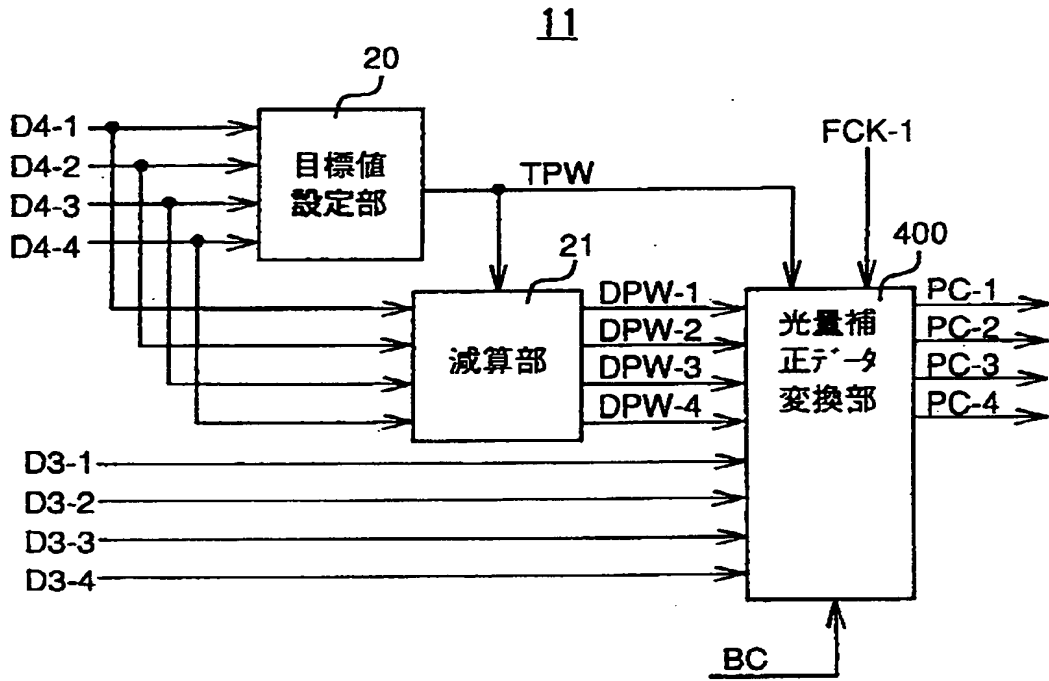 11
20
D4-1
D4-2
D4-3
D4-4
目標値
設定部
TPW
FCK-1
21
400
減算部
DPW-1
DPW-2
DPW-3
DPW-4
光量補
正データ
変換部
PC-1
PC-2
PC-3
PC-4
D3-1
D3-2
D3-3
D3-4
BC